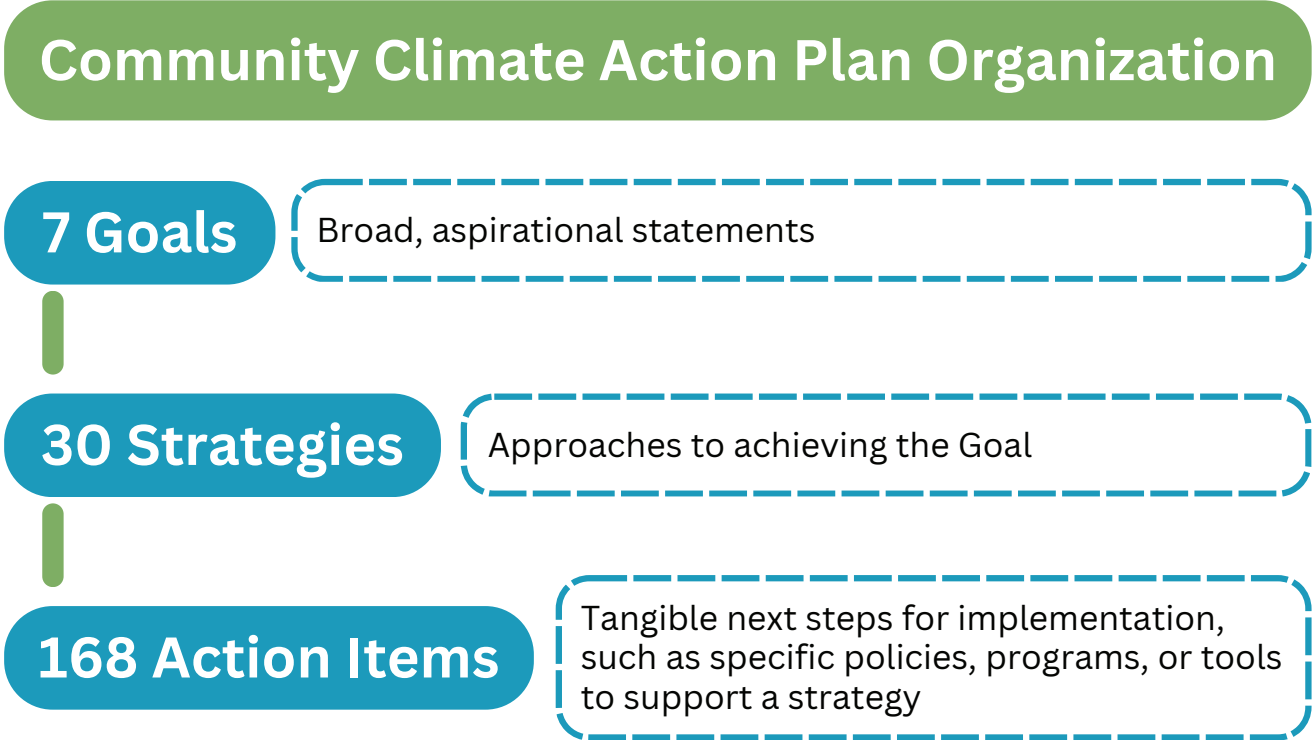 Community Climate Action Plan Organization
7 Goals
Broad, aspirational statements
30 Strategies
Approaches to achieving the Goal
168 Action Items
Tangible next steps for implementation,
such as specific policies, programs, or tools
to support a strategy